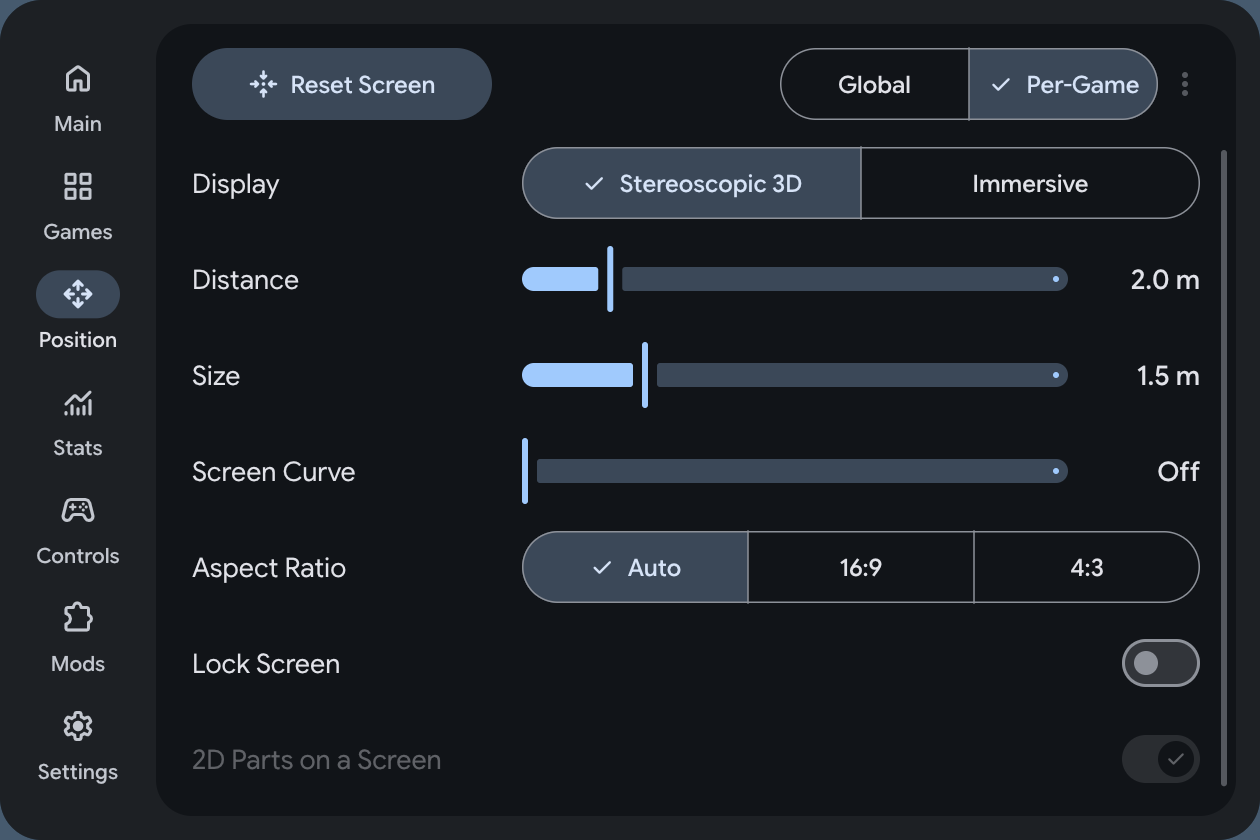 Main
Games
Position
Stats
Controls
Mods
Settings
Reset Screen
Global
Per-Game
Display
Stereoscopic 3D
Immersive
Distance
2.0 m
Size
1.5 m
Screen Curve
Off
Aspect Ratio
Auto
16:9
4:3
Lock Screen
2D Parts on a Screen